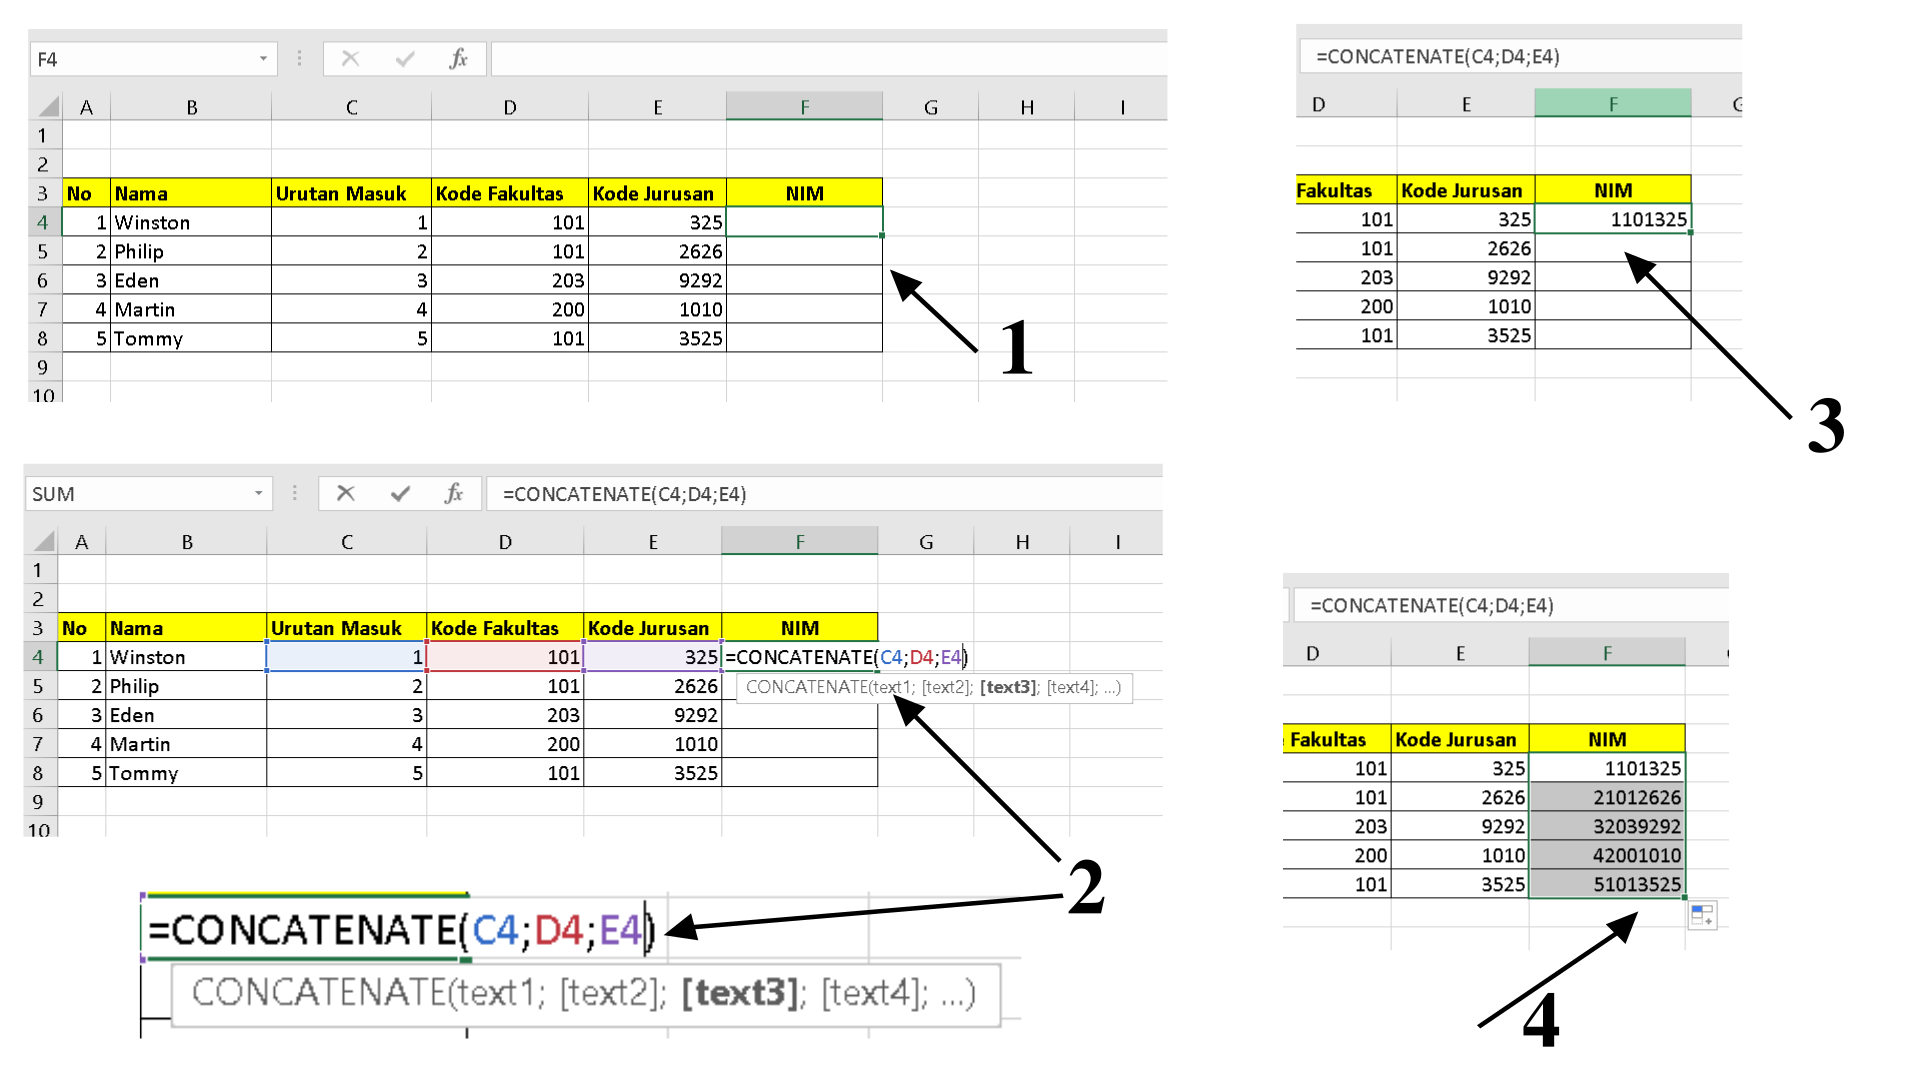 F4 fx
A B C D E F G H I
1
2
3 No Nama Urutan Masuk Kode Fakultas Kode Jurusan NIM
4 1 Winston 1 101 325
5 2 Philip 2 101 2626
6 3 Eden 3 203 9292
7 4 Martin 4 200 1010
8 5 Tommy 5 101 3525
9
10
1
=CONCATENATE(C4;D4;E4)
D E F
Fakultas Kode Jurusan NIM
101 325 1101325
101 2626
203 9292
200 1010
101 3525
3
SUM fx =CONCATENATE(C4;D4;E4)
A B C D E F G H I
1
2
3 No Nama Urutan Masuk Kode Fakultas Kode Jurusan NIM
4 1 Winston 1 101 325 =CONCATENATE(C4;D4;E4)
CONCATENATE(text1; [text2]; [text3]; [text4]; ...)
5 2 Philip 2 101 2626
6 3 Eden 3 203 9292
7 4 Martin 4 200 1010
8 5 Tommy 5 101 3525
9
10
2
=CONCATENATE(C4;D4;E4)
CONCATENATE(text1; [text2]; [text3]; [text4]; ...)
=CONCATENATE(C4;D4;E4)
D E F
Fakultas Kode Jurusan NIM
101 325 1101325
101 2626 21012626
203 9292 32039292
200 1010 42001010
101 3525 51013525
4